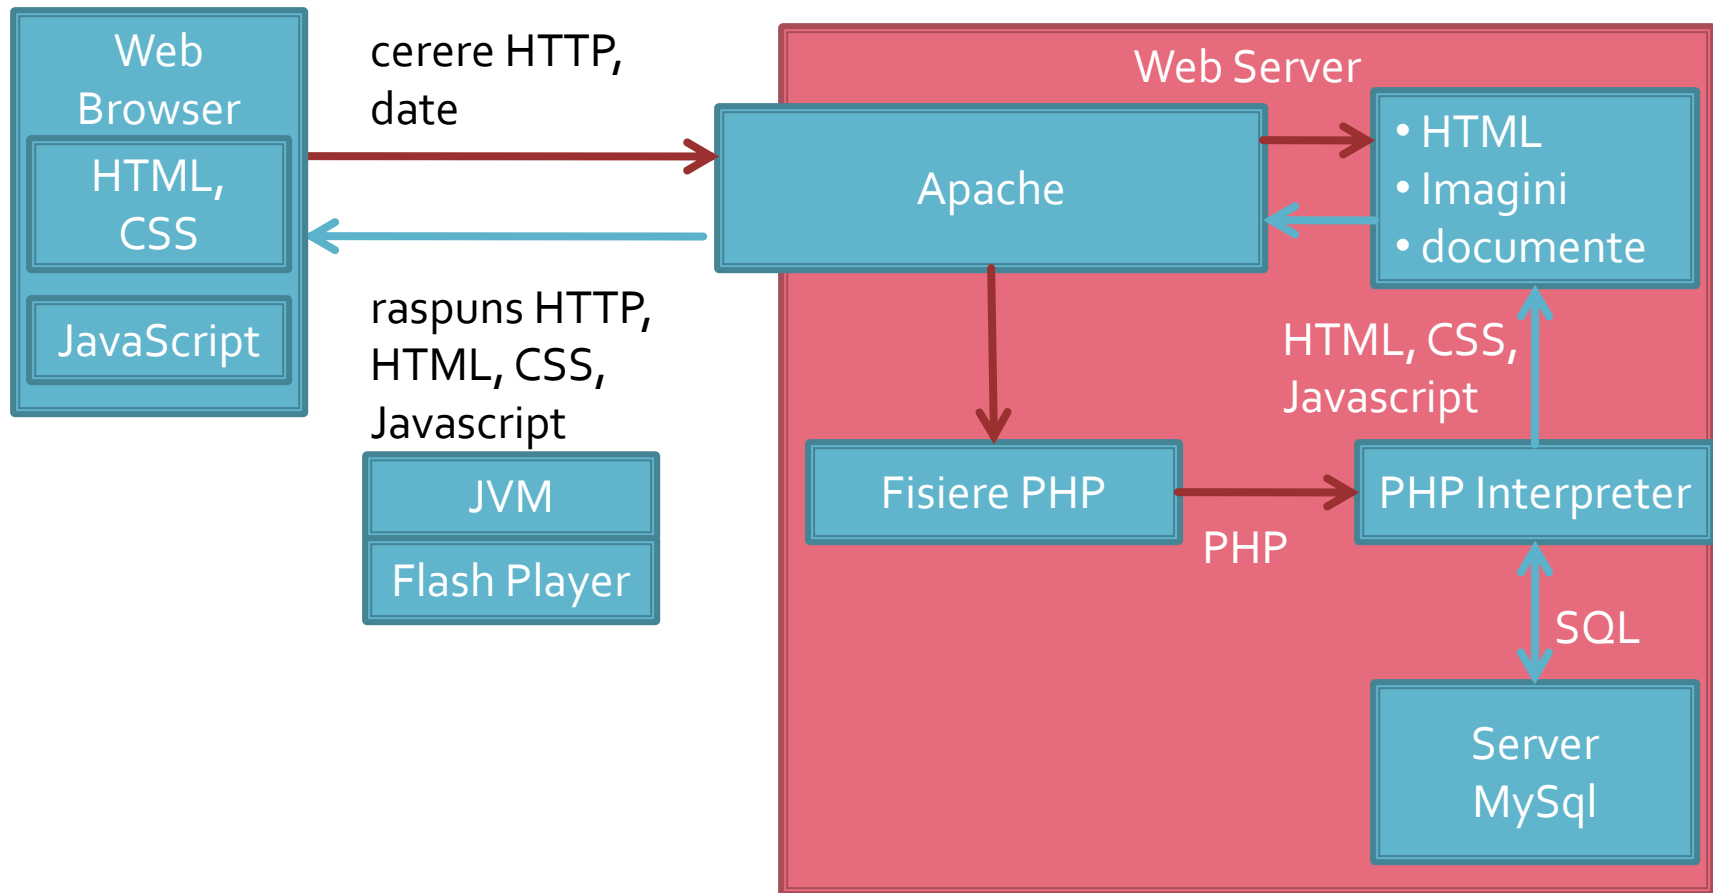 Web
Browser
HTML,
CSS
JavaScript
cerere HTTP,
date
raspuns HTTP,
HTML, CSS,
Javascript
JVM
Flash Player
Web Server
Apache
• HTML
• Imagini
• documente
HTML, CSS,
Javascript
Fisiere PHP
PHP
PHP Interpreter
SQL
Server
MySql